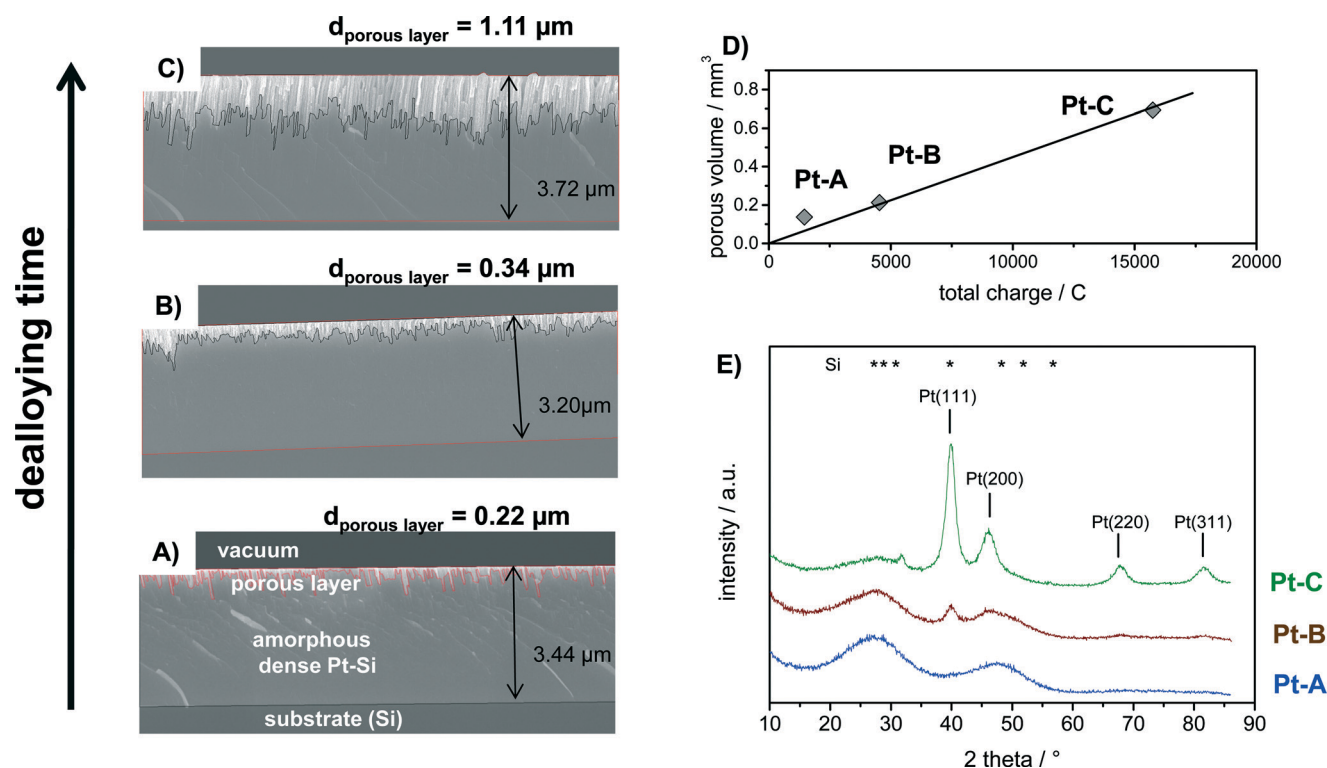 dealloying time
d porous layer = 1.11 µm
C)
3.72 µm
d porous layer = 0.34 µm
B)
3.20µm
d porous layer = 0.22 µm
A)
vacuum
porous layer
amorphous
dense Pt-Si
3.44 µm
substrate (Si)
D)
porous volume / mm³
0.8
0.6
0.4
0.2
0.0
Pt-A
Pt-B
Pt-C
0 5000 10000 15000 20000
total charge / C
E)
Si * * * * * * *
Pt(111)
Pt(200)
Pt(220)
Pt(311)
intensity / a.u.
Pt-C
Pt-B
Pt-A
10 20 30 40 50 60 70 80 90
2 theta / °